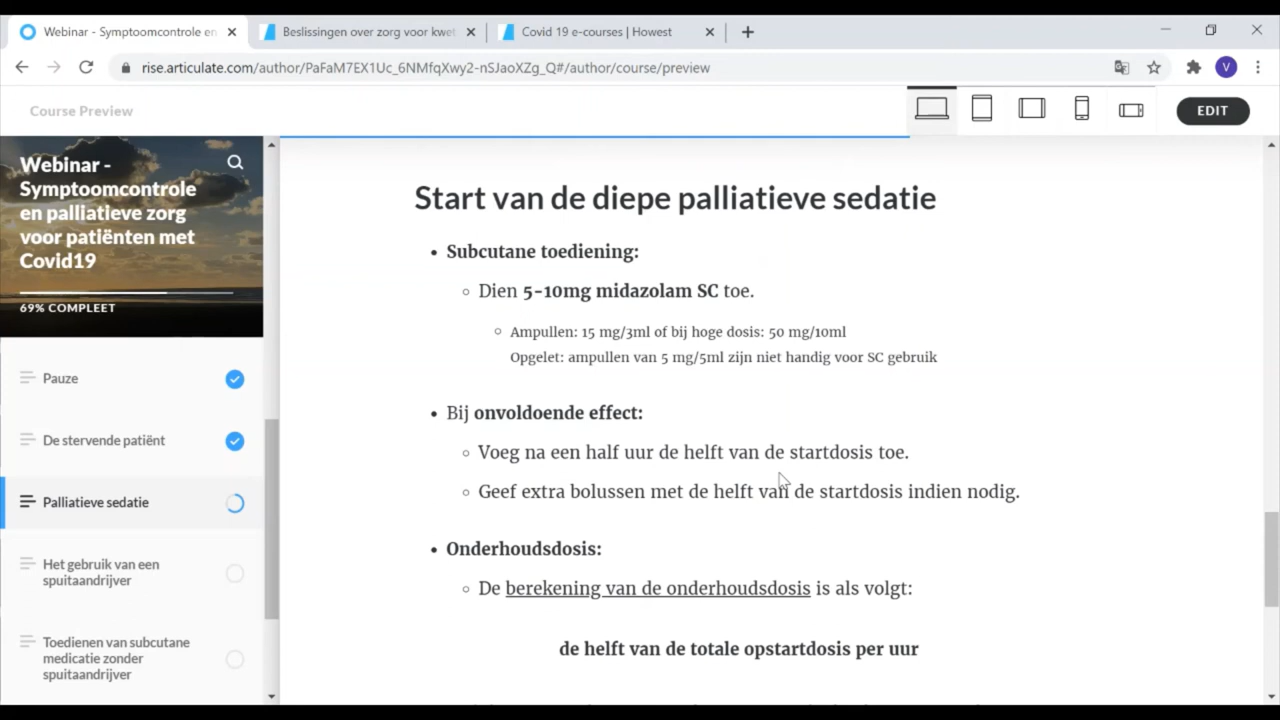 Webinar - Symptoomcontrole en
Beslissingen over zorg voor kwet
Covid 19 e-courses | Howest
rise.articulate.com/author/PaFaM7EX1Uc_6NMfqXwy2-nSJaoXZg_Q#/author/course/preview
V
Course Preview
EDIT
Webinar -
Symptoomcontrole
en palliatieve zorg
voor patiënten met
Covid19
69% COMPLEET
Pauze
De stervende patiënt
Palliatieve sedatie
Het gebruik van een
spuitaandrijver
Toedienen van subcutane
medicatie zonder
spuitaandrijver
Start van de diepe palliatieve sedatie
• Subcutane toediening:
◦ Dien 5-10mg midazolam SC toe.
◦ Ampullen: 15 mg/3ml of bij hoge dosis: 50 mg/10ml
Opgelet: ampullen van 5 mg/5ml zijn niet handig voor SC gebruik
• Bij onvoldoende effect:
◦ Voeg na een half uur de helft van de startdosis toe.
◦ Geef extra bolussen met de helft van de startdosis indien nodig.
• Onderhoudsdosis:
◦ De berekening van de onderhoudsdosis is als volgt:
de helft van de totale opstartdosis per uur